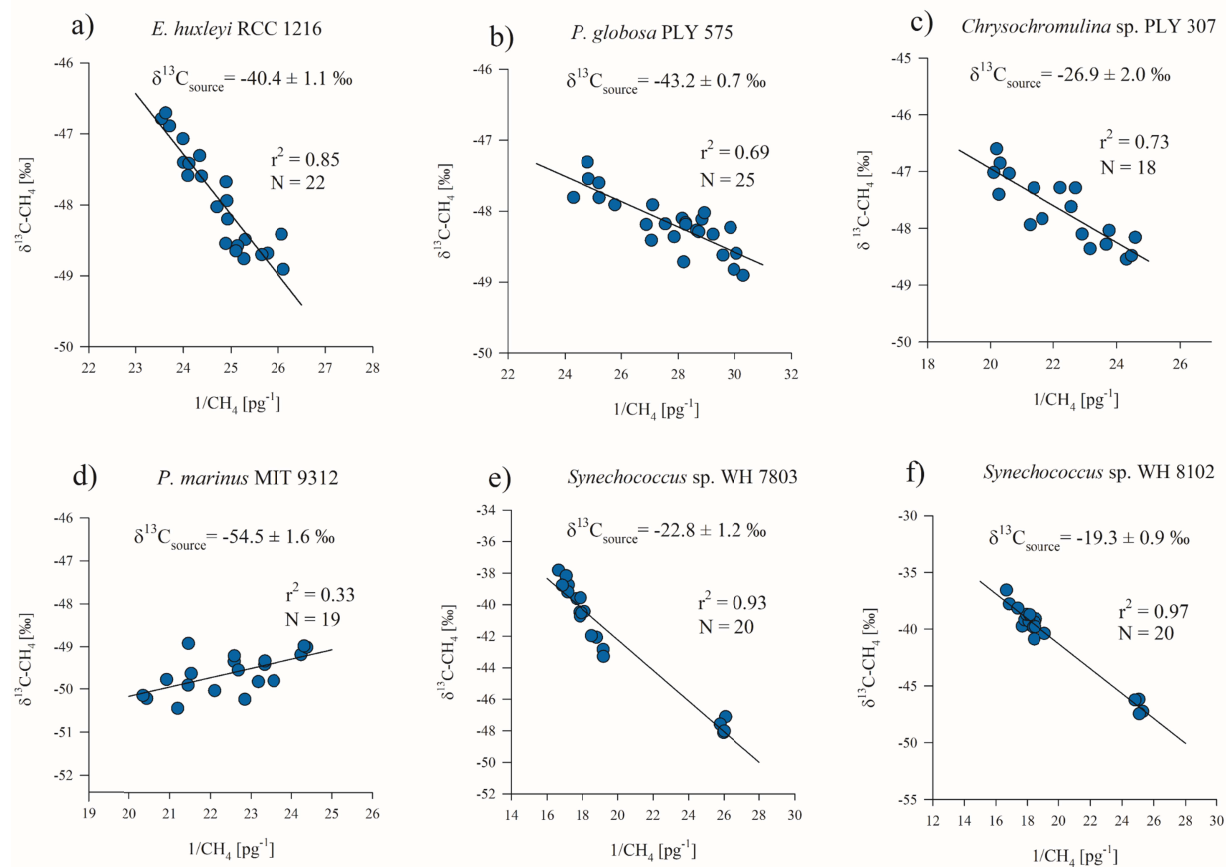 a) E. huxleyi RCC 1216
δ¹³Csource= -40.4 ± 1.1 ‰
r² = 0.85
N = 22
δ¹³C-CH₄ [‰]
-46
-47
-48
-49
-50
22 23 24 25 26 27 28
1/CH₄ [pg⁻¹]
b) P. globosa PLY 575
δ¹³Csource= -43.2 ± 0.7 ‰
r² = 0.69
N = 25
δ¹³C-CH₄ [‰]
-46
-47
-48
-49
-50
22 24 26 28 30 32
1/CH₄ [pg⁻¹]
c) Chrysochromulina sp. PLY 307
δ¹³Csource= -26.9 ± 2.0 ‰
r² = 0.73
N = 18
δ¹³C-CH₄ [‰]
-45
-46
-47
-48
-49
-50
18 20 22 24 26
1/CH₄ [pg⁻¹]
d) P. marinus MIT 9312
δ¹³Csource= -54.5 ± 1.6 ‰
r² = 0.33
N = 19
δ¹³C-CH₄ [‰]
-46
-47
-48
-49
-50
-51
-52
19 20 21 22 23 24 25 26
1/CH₄ [pg⁻¹]
e) Synechococcus sp. WH 7803
δ¹³Csource= -22.8 ± 1.2 ‰
r² = 0.93
N = 20
δ¹³C-CH₄ [‰]
-34
-36
-38
-40
-42
-44
-46
-48
-50
-52
14 16 18 20 22 24 26 28 30
1/CH₄ [pg⁻¹]
f) Synechococcus sp. WH 8102
δ¹³Csource= -19.3 ± 0.9 ‰
r² = 0.97
N = 20
δ¹³C-CH₄ [‰]
-30
-35
-40
-45
-50
-55
12 14 16 18 20 22 24 26 28 30
1/CH₄ [pg⁻¹]